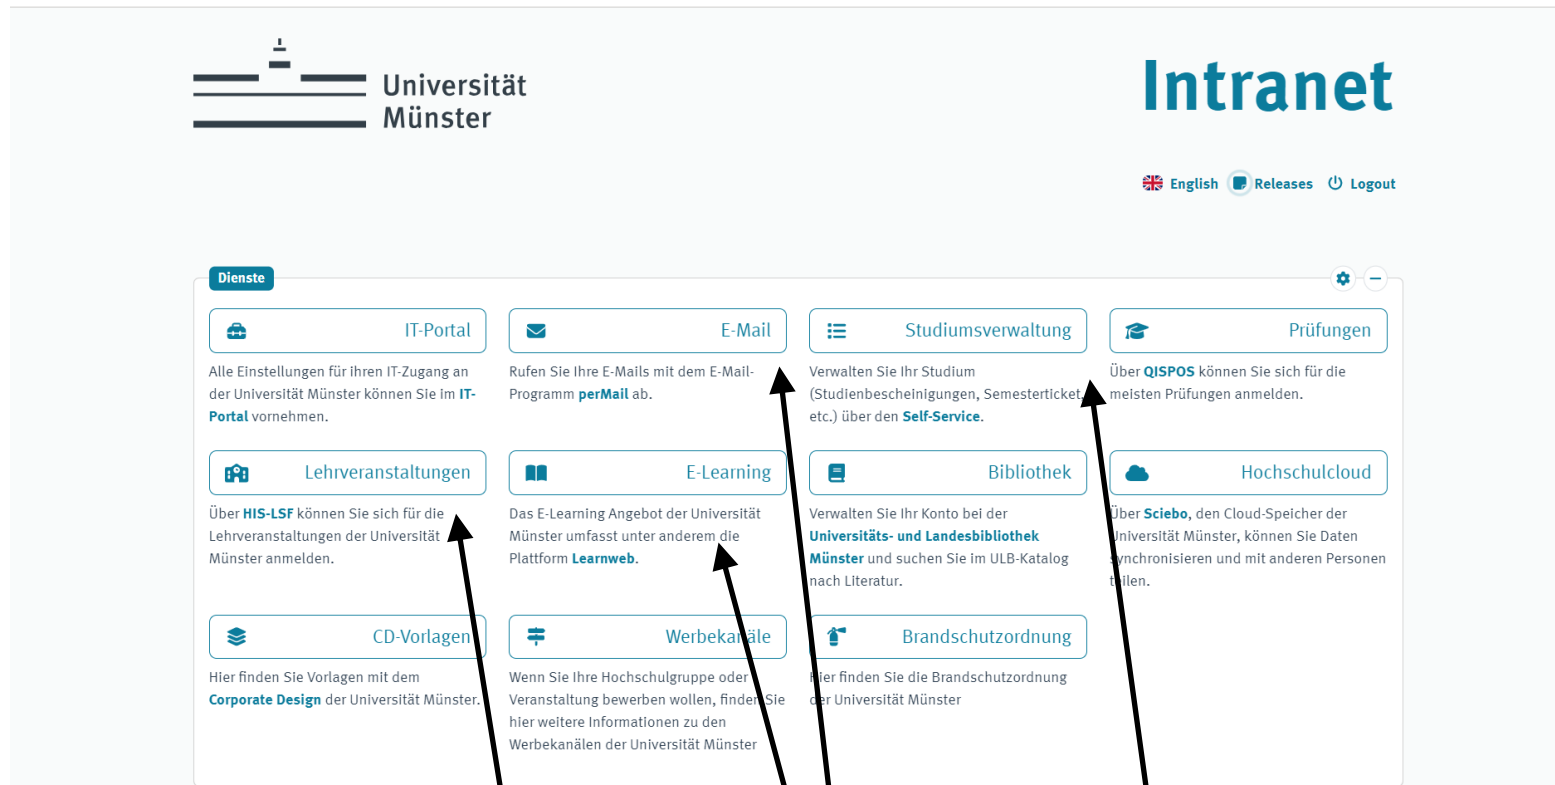 Universität
Münster
Intranet
English Releases Logout
Dienste
IT-Portal
Alle Einstellungen für ihren IT-Zugang an
der Universität Münster können Sie im IT-
Portal vornehmen.
E-Mail
Rufen Sie Ihre E-Mails mit dem E-Mail-
Programm perMail ab.
Studiumsverwaltung
Verwalten Sie Ihr Studium
(Studienbescheinigungen, Semesterticket,
etc.) über den Self-Service.
Prüfungen
Über QISPOS können Sie sich für die
meisten Prüfungen anmelden.
Lehrveranstaltungen
Über HIS-LSF können Sie sich für die
Lehrveranstaltungen der Universität
Münster anmelden.
E-Learning
Das E-Learning Angebot der Universität
Münster umfasst unter anderem die
Plattform Learnweb.
Bibliothek
Verwalten Sie Ihr Konto bei der
Universitäts- und Landesbibliothek
Münster und suchen Sie im ULB-Katalog
nach Literatur.
Hochschulcloud
Über Sciebo, den Cloud-Speicher der
Universität Münster, können Sie Daten
synchronisieren und mit anderen Personen
teilen.
CD-Vorlagen
Hier finden Sie Vorlagen mit dem
Corporate Design der Universität Münster.
Werbekanäle
Wenn Sie Ihre Hochschulgruppe oder
Veranstaltung bewerben wollen, finden Sie
hier weitere Informationen zu den
Werbekanälen der Universität Münster
Brandschutzordnung
Hier finden Sie die Brandschutzordnung
der Universität Münster